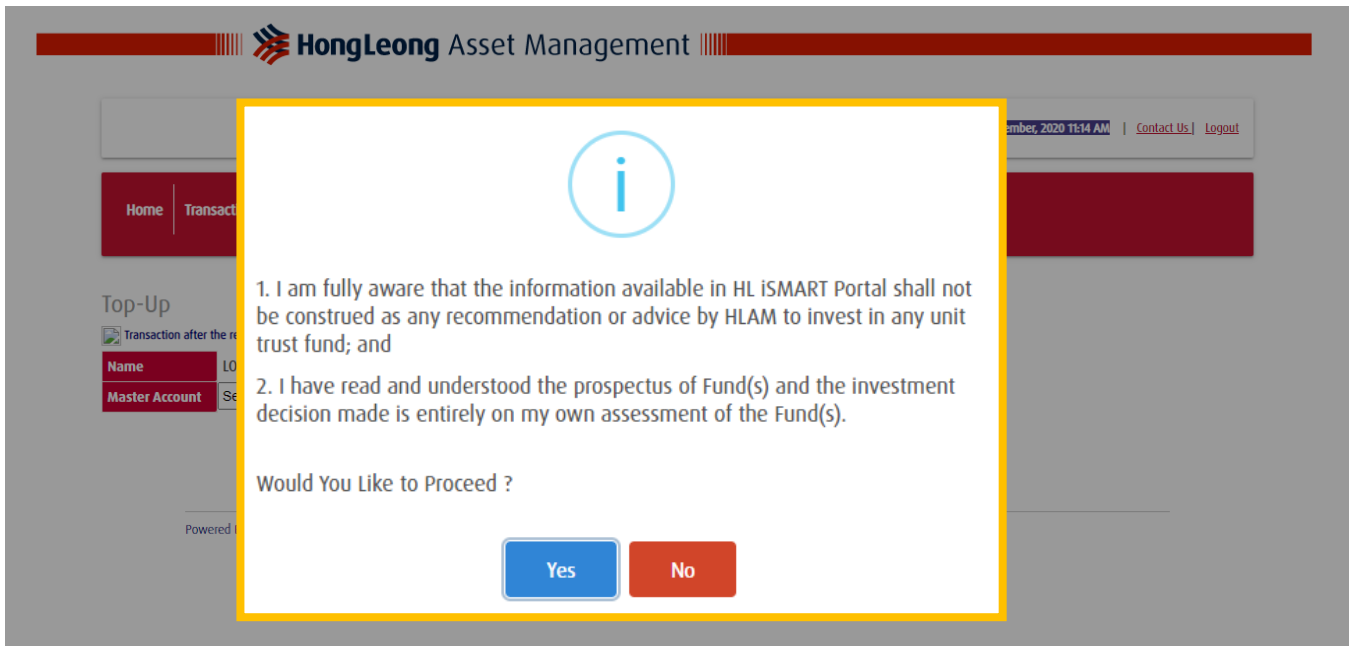 HongLeong Asset Management
ember, 2020 11:14 AM | Contact Us | Logout
Home Transact
i
1. I am fully aware that the information available in HL iSMART Portal shall not
be construed as any recommendation or advice by HLAM to invest in any unit
trust fund; and
2. I have read and understood the prospectus of Fund(s) and the investment
decision made is entirely on my own assessment of the Fund(s).
Would You Like to Proceed ?
Yes No
Top-Up
Transaction after the re
Name LO
Master Account Se
Powered